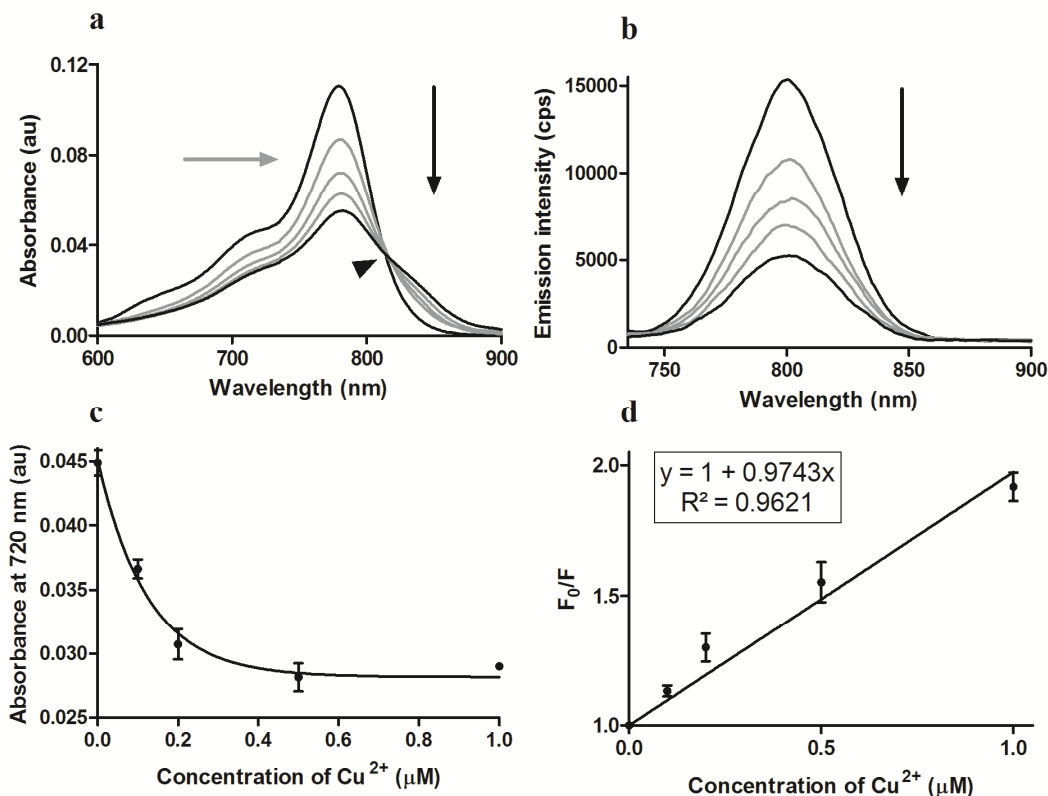 a
Absorbance (au)
0.12
0.08
0.04
0.00
600
700
800
900
Wavelength (nm)
b
Emission intensity (cps)
15000
10000
5000
0
750
800
850
900
Wavelength (nm)
c
Absorbance at 720 nm (au)
0.045
0.040
0.035
0.030
0.025
0.0
0.2
0.4
0.6
0.8
1.0
Concentration of Cu²⁺ (μM)
d
F₀/F
2.0
1.5
1.0
y = 1 + 0.9743x
R² = 0.9621
0.0
0.5
1.0
Concentration of Cu²⁺ (μM)